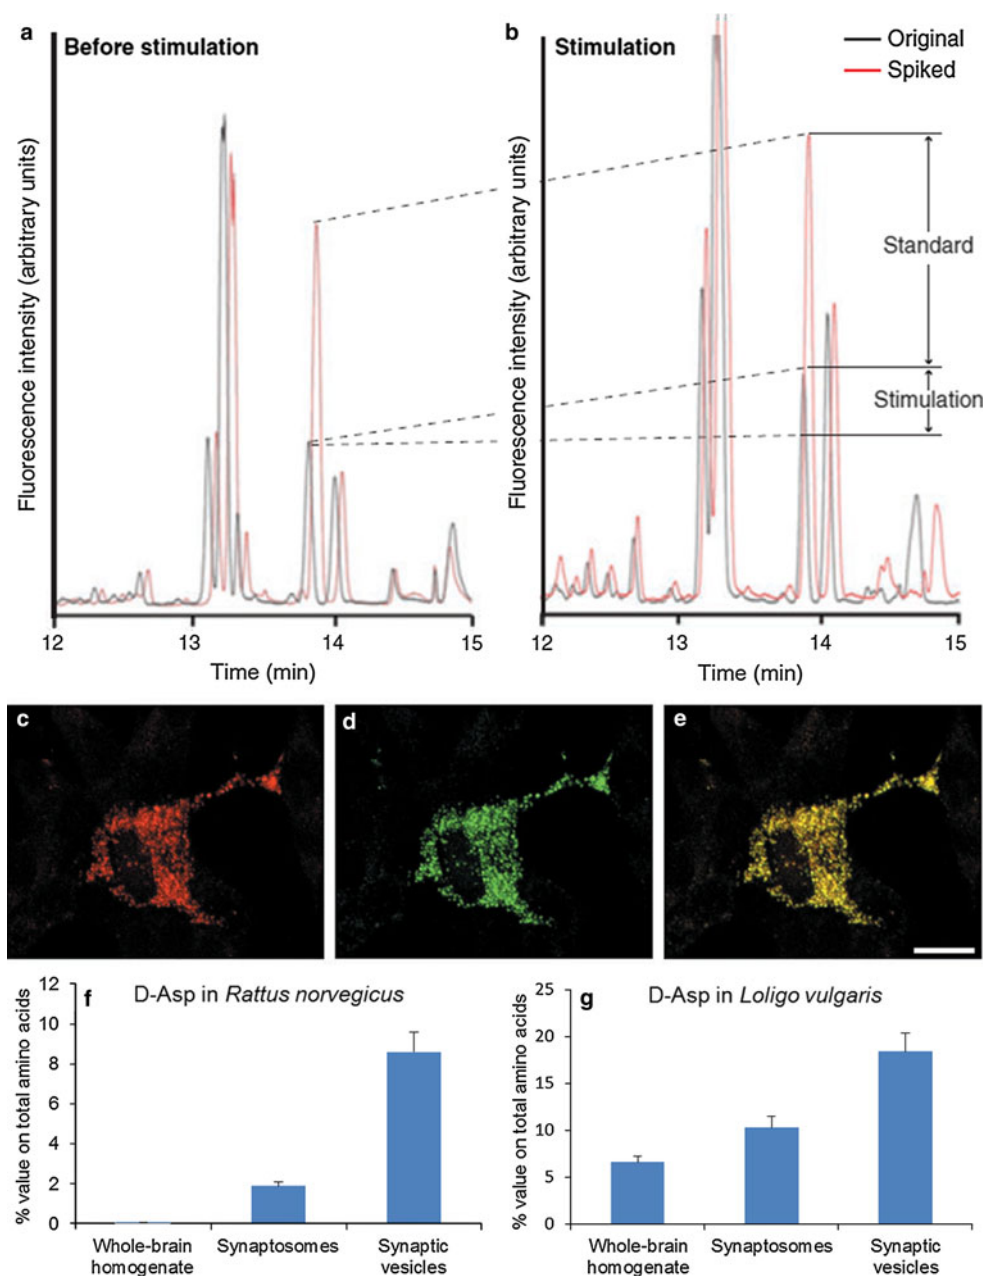 a Before stimulation
Fluorescence intensity (arbitrary units)
12 13 14 15
Time (min)
b Stimulation
Original
Spiked
Standard
Stimulation
Fluorescence intensity (arbitrary units)
12 13 14 15
Time (min)
c
d
e
f D-Asp in Rattus norvegicus
% value on total amino acids
12
10
8
6
4
2
0
Whole-brain
homogenate
Synaptosomes
Synaptic
vesicles
g D-Asp in Loligo vulgaris
% value on total amino acids
25
20
15
10
5
0
Whole-brain
homogenate
Synaptosomes
Synaptic
vesicles